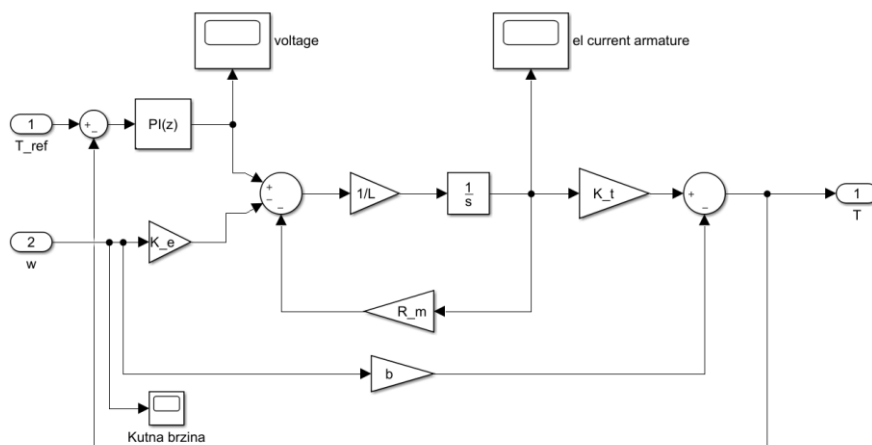 voltage
el current armature
1
T_ref
+
-
PI(z)
+
-
-
1/L
1
s
K_t
+
-
1
T
2
w
K_e
R_m
b
Kutna brzina